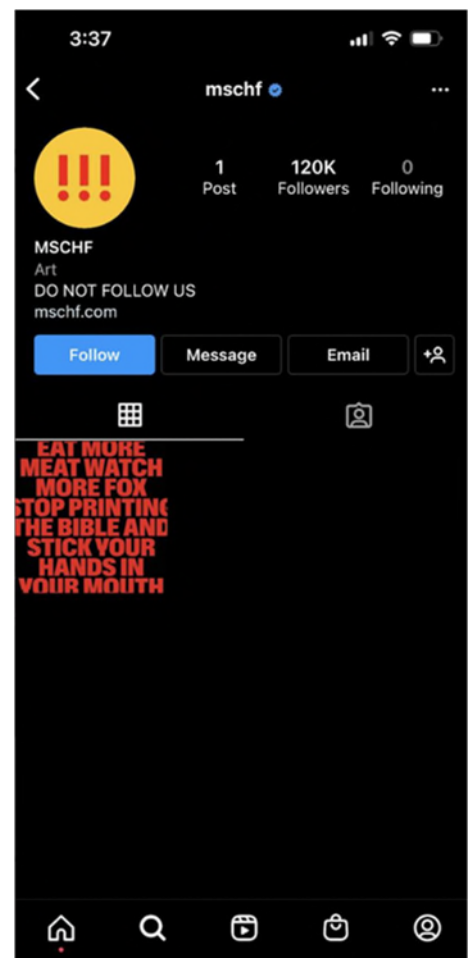 3:37
mschf
!!!
1 120K 0
Post Followers Following
MSCHF
Art
DO NOT FOLLOW US
mschf.com
Follow Message Email
EAT MORE
MEAT WATCH
MORE FOX
STOP PRINTING
THE BIBLE AND
STICK YOUR
HANDS IN
YOUR MOUTH